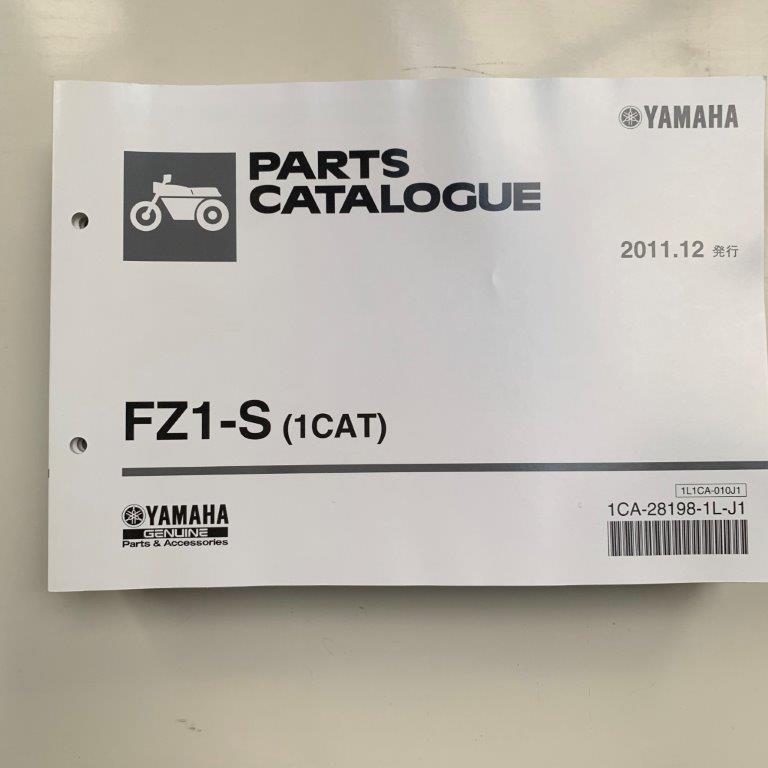 YAMAHA
PARTS
CATALOGUE
2011.12 発行
FZ1-S (1CAT)
YAMAHA
GENUINE
Parts & Accessories
1L1CA-010J1
1CA-28198-1L-J1